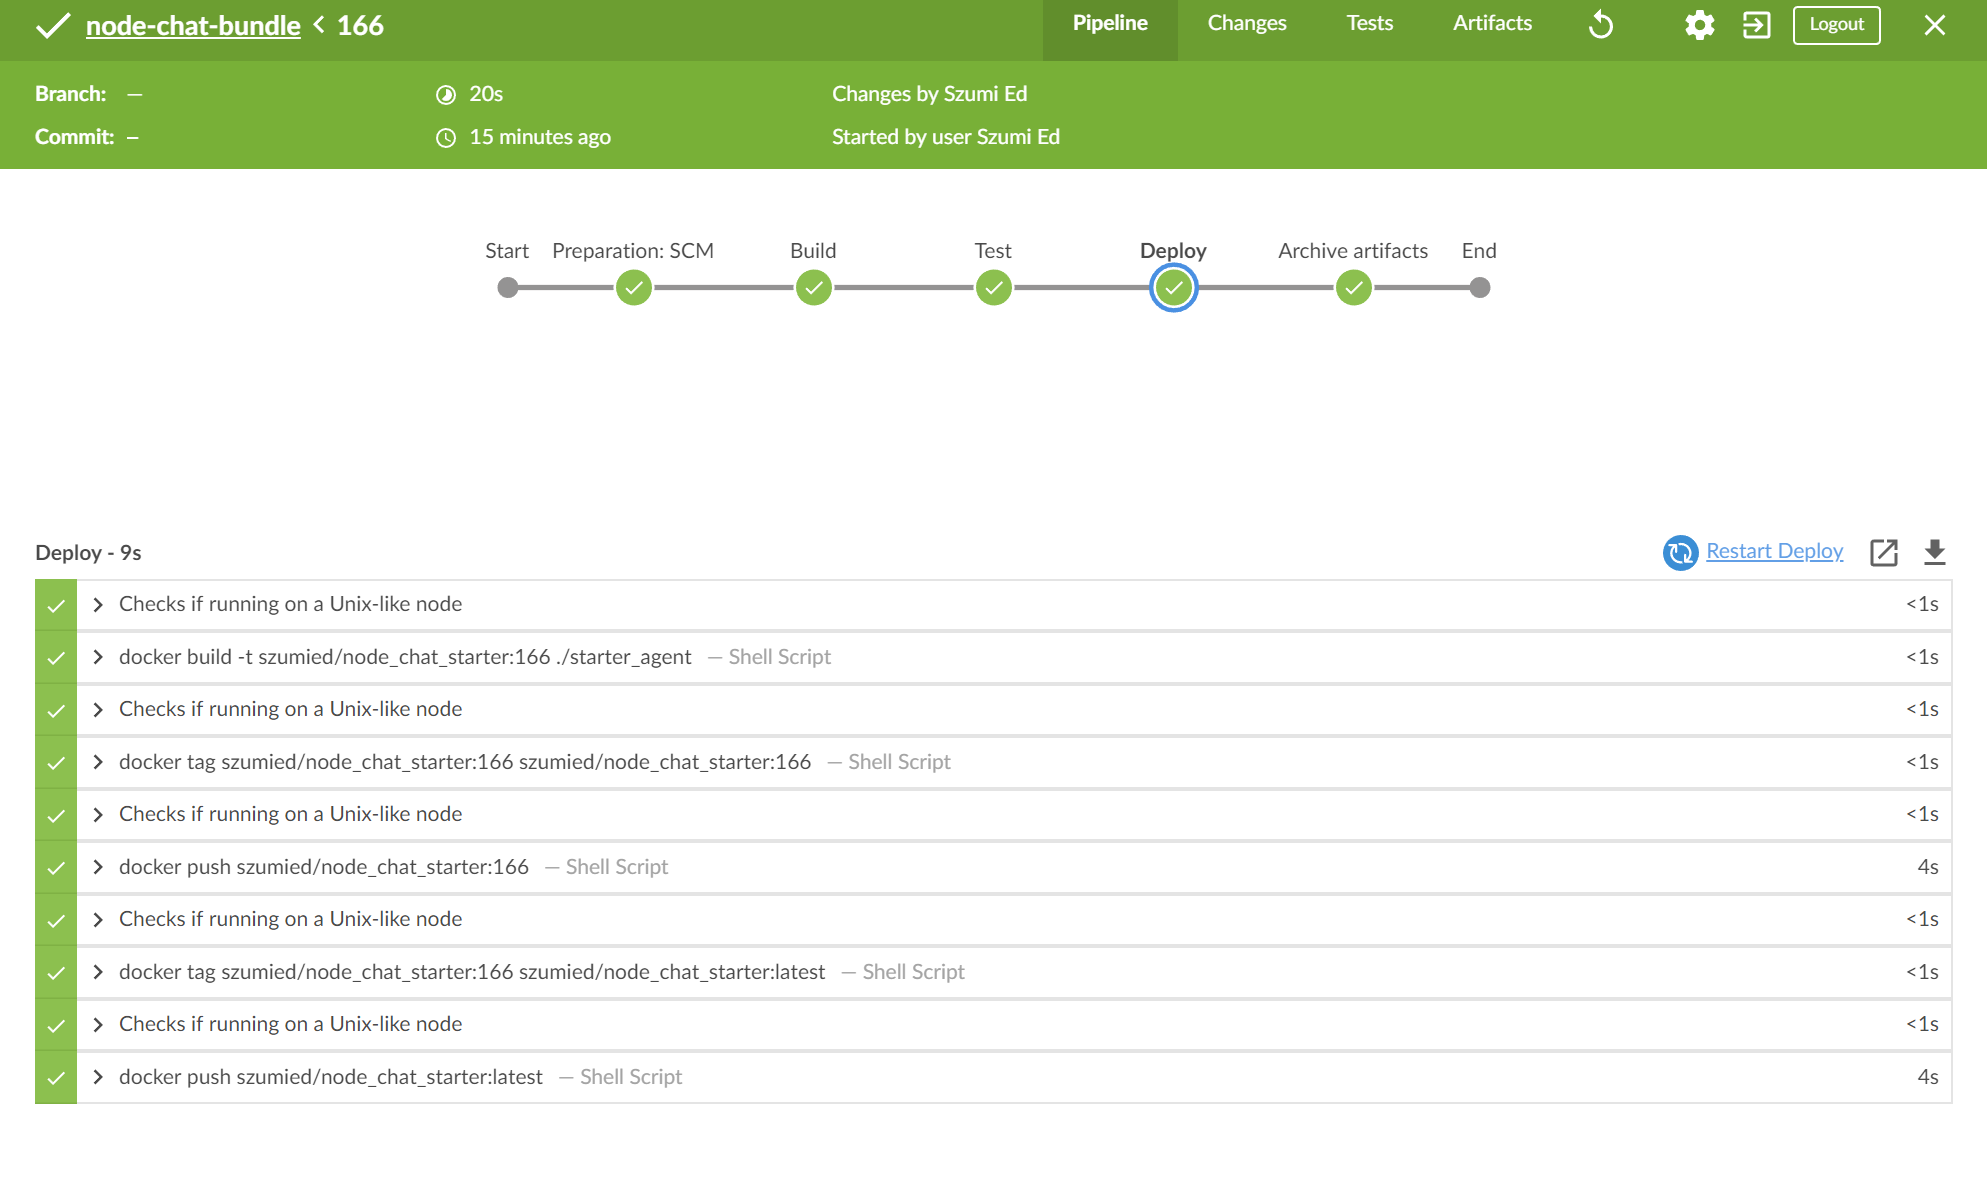 node-chat-bundle < 166
Pipeline Changes Tests Artifacts Logout
Branch: — 20s Changes by Szumi Ed
Commit: – 15 minutes ago Started by user Szumi Ed
Start Preparation: SCM Build Test Deploy Archive artifacts End
Deploy - 9s Restart Deploy
Checks if running on a Unix-like node <1s
docker build -t szumied/node_chat_starter:166 ./starter_agent — Shell Script <1s
Checks if running on a Unix-like node <1s
docker tag szumied/node_chat_starter:166 szumied/node_chat_starter:166 — Shell Script <1s
Checks if running on a Unix-like node <1s
docker push szumied/node_chat_starter:166 — Shell Script 4s
Checks if running on a Unix-like node <1s
docker tag szumied/node_chat_starter:166 szumied/node_chat_starter:latest — Shell Script <1s
Checks if running on a Unix-like node <1s
docker push szumied/node_chat_starter:latest — Shell Script 4s